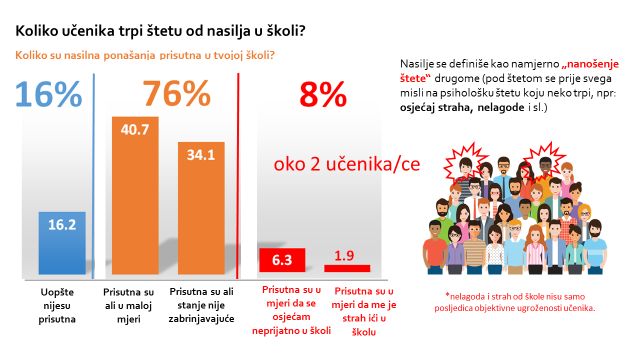 Koliko učenika trpi štetu od nasilja u školi?
Koliko su nasilna ponašanja prisutna u tvojoj školi?
16%
76%
8%
40.7
34.1
16.2
6.3
1.9
oko 2 učenika/ce
Uopšte
nijesu
prisutna
Prisutna su
ali u maloj
mjeri
Prisutna su ali
stanje nije
zabrinjavajuće
Prisutna su u
mjeri da se
osjećam
neprijatno u školi
Prisutna su u
mjeri da me je
strah ići u
školu
Nasilje se definiše kao namjerno „nanošenje
štete“ drugome (pod štetom se prije svega
misli na psihološku štetu koju neko trpi, npr:
osjećaj straha, nelagode i sl.)
*nelagoda i strah od škole nisu samo
posljedica objektivne ugroženosti učenika.